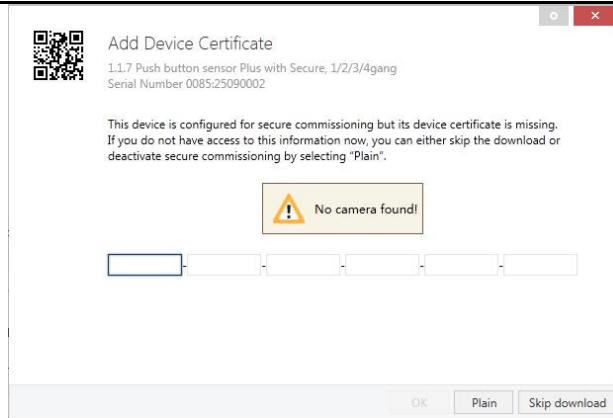 Add Device Certificate
1.1.7 Push button sensor Plus with Secure, 1/2/3/4gang
Serial Number 0085:25090002
This device is configured for secure commissioning but its device certificate is missing.
If you do not have access to this information now, you can either skip the download or
deactivate secure commissioning by selecting "Plain".
No camera found!
- - - - -
OK Plain Skip download